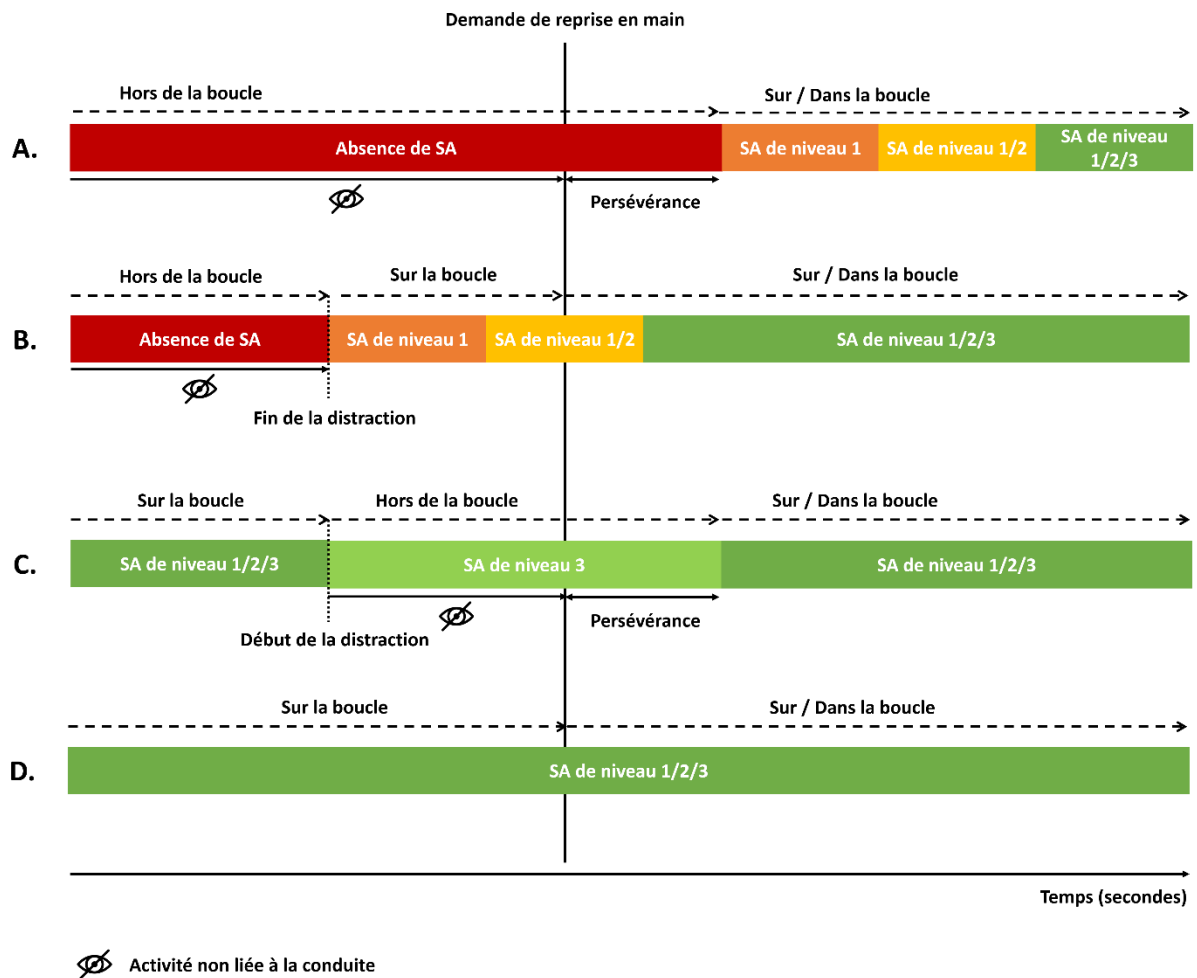 Demande de reprise en main
Hors de la boucle
Sur / Dans la boucle
A.
Absence de SA
SA de niveau 1
SA de niveau 1/2
SA de niveau
1/2/3
Persévérance
Hors de la boucle
Sur la boucle
Sur / Dans la boucle
B.
Absence de SA
SA de niveau 1
SA de niveau 1/2
SA de niveau 1/2/3
Fin de la distraction
Sur la boucle
Hors de la boucle
Sur / Dans la boucle
C.
SA de niveau 1/2/3
SA de niveau 3
SA de niveau 1/2/3
Persévérance
Début de la distraction
Sur la boucle
Sur / Dans la boucle
D.
SA de niveau 1/2/3
Temps (secondes)
Activité non liée à la conduite